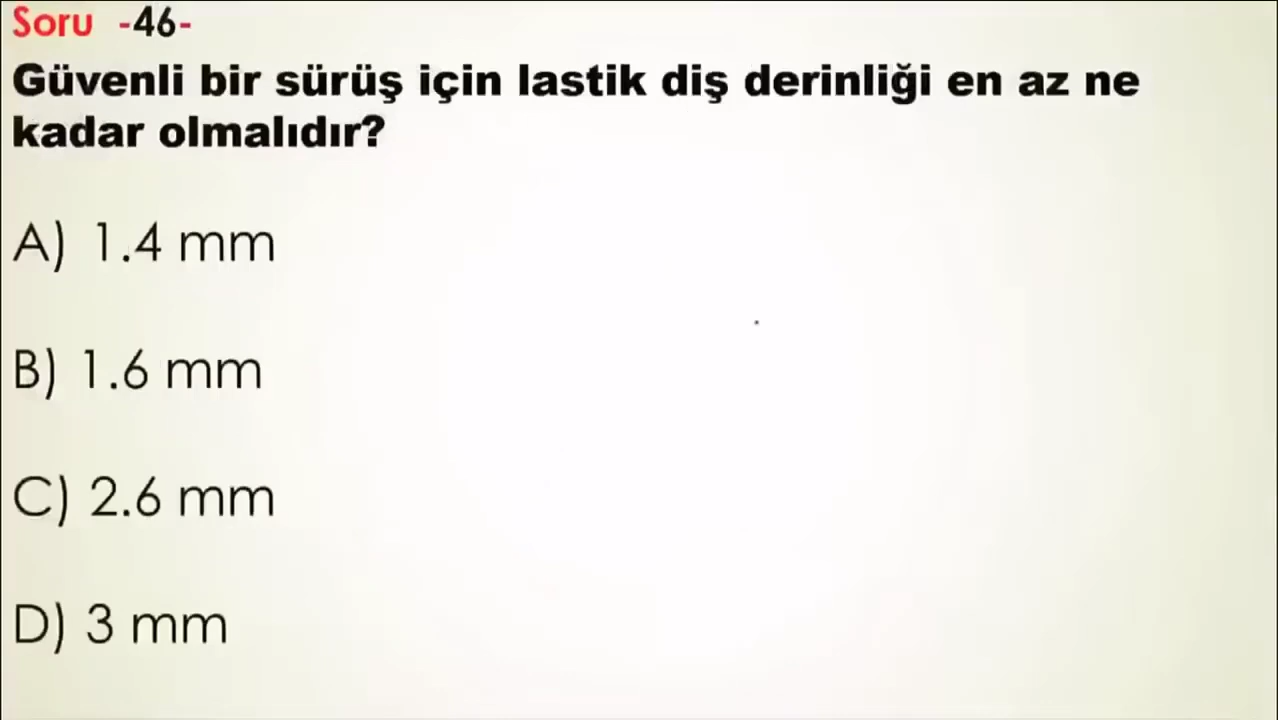 Soru -46-
Güvenli bir sürüş için lastik diş derinliği en az ne
kadar olmalıdır?
A) 1.4 mm
B) 1.6 mm
C) 2.6 mm
D) 3 mm